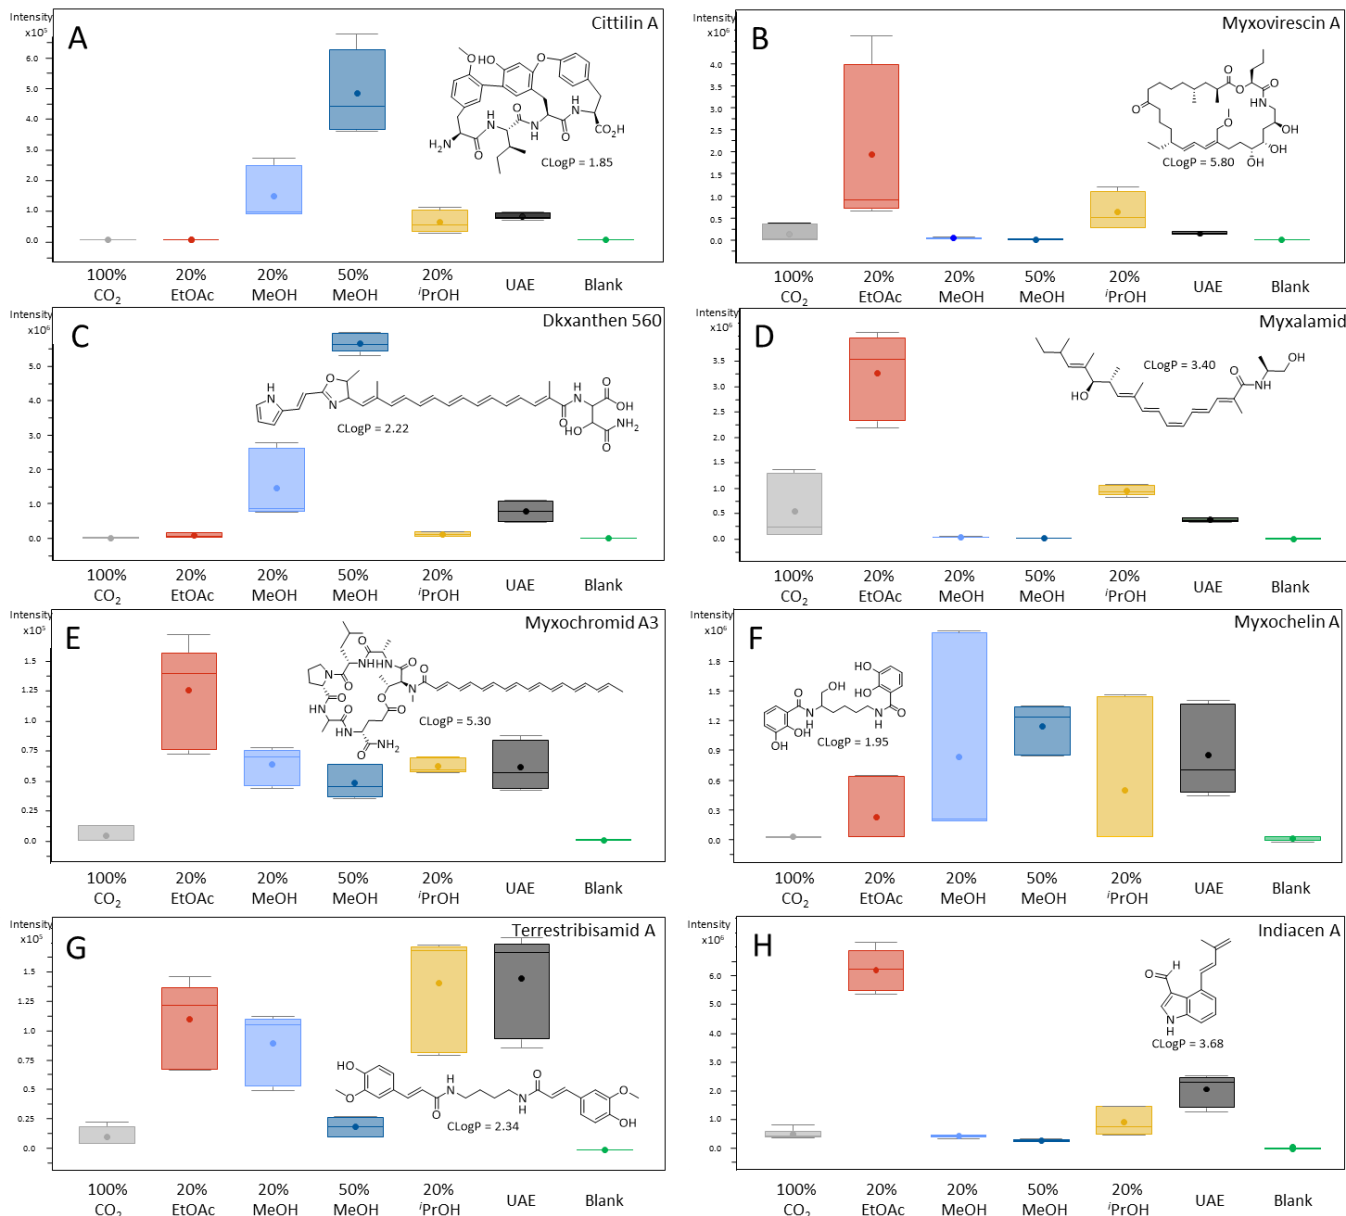 A
Cittilin A
Intensity
x10⁵
6.0
5.0
4.0
3.0
2.0
1.0
0.0
CLogP = 1.85
100% CO₂
20% EtOAc
20% MeOH
50% MeOH
20% ⁱPrOH
UAE
Blank
B
Myxovirescin A
Intensity
x10⁶
4.0
3.5
3.0
2.5
2.0
1.5
1.0
0.5
0.0
CLogP = 5.80
100% CO₂
20% EtOAc
20% MeOH
50% MeOH
20% ⁱPrOH
UAE
Blank
C
Dkxanthen 560
Intensity
x10⁶
5.0
4.0
3.0
2.0
1.0
0.0
CLogP = 2.22
100% CO₂
20% EtOAc
20% MeOH
50% MeOH
20% ⁱPrOH
UAE
Blank
D
Myxalamid
Intensity
x10⁶
3.5
3.0
2.5
2.0
1.5
1.0
0.5
0.0
CLogP = 3.40
100% CO₂
20% EtOAc
20% MeOH
50% MeOH
20% ⁱPrOH
UAE
Blank
E
Myxochromid A3
Intensity
x10⁵
1.5
1.25
1.0
0.75
0.5
0.25
0.0
CLogP = 5.30
100% CO₂
20% EtOAc
20% MeOH
50% MeOH
20% ⁱPrOH
UAE
Blank
F
Myxochelin A
Intensity
x10⁶
1.8
1.5
1.2
0.9
0.6
0.3
0.0
CLogP = 1.95
100% CO₂
20% EtOAc
20% MeOH
50% MeOH
20% ⁱPrOH
UAE
Blank
G
Terrestribisamid A
Intensity
x10⁵
1.5
1.25
1.0
0.75
0.5
0.25
0.0
CLogP = 2.34
100% CO₂
20% EtOAc
20% MeOH
50% MeOH
20% ⁱPrOH
UAE
Blank
H
Indiacen A
Intensity
x10⁶
6.0
5.0
4.0
3.0
2.0
1.0
0.0
CLogP = 3.68
100% CO₂
20% EtOAc
20% MeOH
50% MeOH
20% ⁱPrOH
UAE
Blank